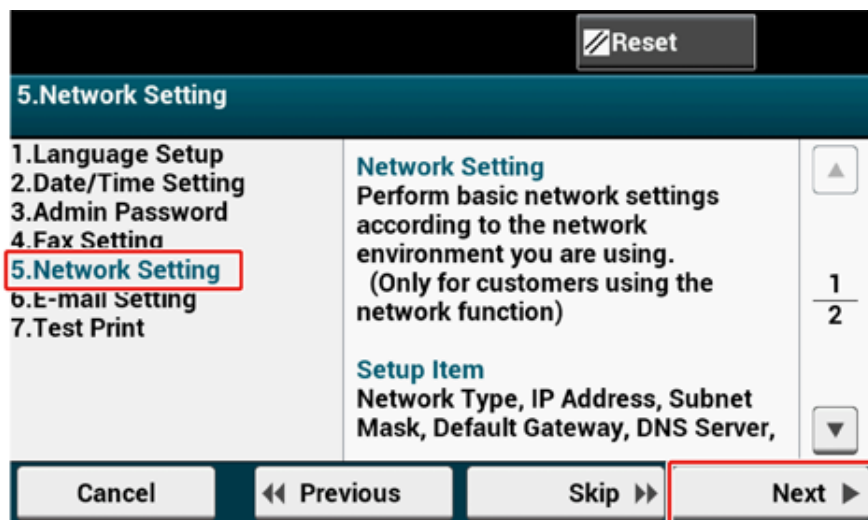 Reset
5.Network Setting
1.Language Setup
2.Date/Time Setting
3.Admin Password
4.Fax Setting
5.Network Setting
6.E-mail Setting
7.Test Print
Network Setting
Perform basic network settings
according to the network
environment you are using.
(Only for customers using the
network function)
Setup Item
Network Type, IP Address, Subnet
Mask, Default Gateway, DNS Server,
1
2
Cancel
Previous
Skip
Next